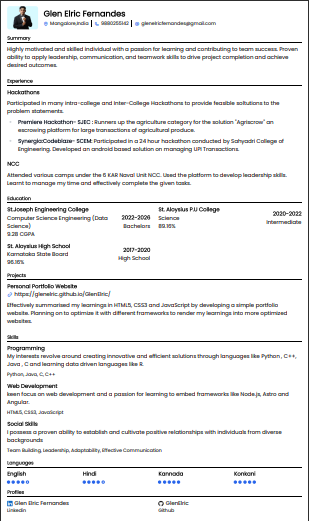 Glen Elric Fernandes
Mangalore,India | 9880255142 | glenelricfernandes@gmail.com
Summary
Highly motivated and skilled individual with a passion for learning and contributing to team success. Proven
ability to apply leadership, communication, and teamwork skills to drive project completion and achieve
desired outcomes.
Experience
Hackathons
Participated in many intra-college and Inter-College Hackathons to provide feasible solutions to the
problem statements.
Premiere Hackathon- SJEC : Runners up the agriculture category for the solution "Agriscrow" an
escrowing platform for large transactions of agricultural produce.
Synergia:Codeblaze- SCEM: Participated in a 24 hour hackathon conducted by Sahyadri College of
Engineering. Developed an android based solution on managing UPI Transactions.
NCC
Attended various camps under the 6 KAR Naval Unit NCC. Used the platform to develop leadership skills.
Learnt to manage my time and effectively complete the given tasks.
Education
St.Joseph Engineering College
Computer Science Engineering (Data
Science)
9.28 CGPA
2022-2026
Bachelors
St. Aloysius P.U College
Science
89.16%
2020-2022
Intermediate
St. Aloysius High School
Karnataka State Board
96.16%
2017-2020
High School
Projects
Personal Portfolio Website
https://glenelric.github.io/GlenElric/
Effectively summarised my learnings in HTML5, CSS3 and JavaScript by developing a simple portfolio
website. Planning on to optimize it with different frameworks to render my learnings into more optimized
websites.
Skills
Programming
My interests revolve around creating innovative and efficient solutions through languages like Python , C++,
Java , C and learning data driven languages like R.
Python, Java, C, C++
Web Development
keen focus on web development and a passion for learning to embed frameworks like Node.js, Astro and
Angular.
HTML5, CSS3, JavaScript
Social Skills
I possess a proven ability to establish and cultivate positive relationships with individuals from diverse
backgrounds
Team Building, Leadership, Adaptability, Effective Communication
Languages
English
Hindi
Kannada
Konkani
Profiles
Glen Elric Fernandes
Linkedin
GlenElric
Github